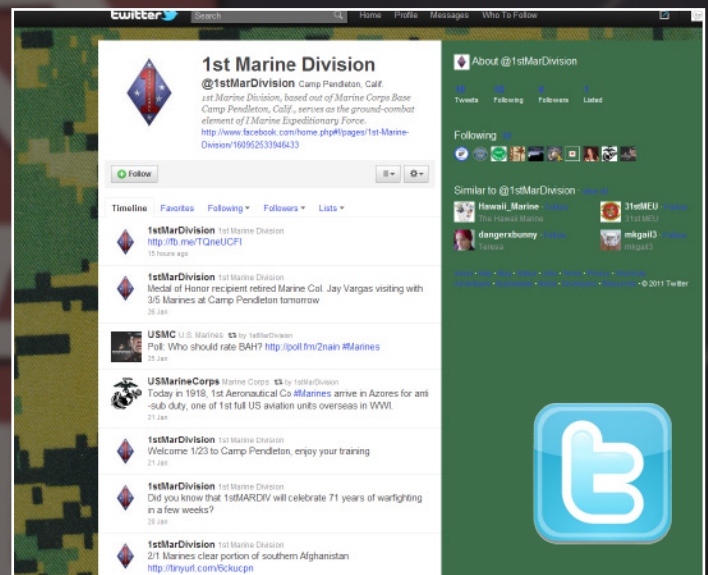 twitter Search Home Profile Messages Who To Follow
1
1st Marine Division
@1stMarDivision Camp Pendleton, Calif.
1st Marine Division, based out of Marine Corps Base
Camp Pendleton, Calif., serves as the ground-combat
element of I Marine Expeditionary Force.
http://www.facebook.com/home.php#!/pages/1st-Marine-
Division/160952533946433
Follow
Timeline Favorites Following Followers Lists
1stMarDivision 1st Marine Division
http://fb.me/TQneUCFI
15 hours ago
1stMarDivision 1st Marine Division
Medal of Honor recipient retired Marine Col. Jay Vargas visiting with
3/5 Marines at Camp Pendleton tomorrow
26 Jan
USMC U.S. Marines by 1stMarDivision
Poll: Who should rate BAH? http://poll.fm/2nain #Marines
25 Jan
USMarineCorps Marine Corps by 1stMarDivision
Today in 1918, 1st Aeronautical Co #Marines arrive in Azores for anti
-sub duty, one of 1st full US aviation units overseas in WWI.
21 Jan
1stMarDivision 1st Marine Division
Welcome 1/23 to Camp Pendleton, enjoy your training
21 Jan
1stMarDivision 1st Marine Division
Did you know that 1stMARDIV will celebrate 71 years of warfighting
in a few weeks?
20 Jan
1stMarDivision 1st Marine Division
2/1 Marines clear portion of southern Afghanistan
http://tinyurl.com/6ckucpn
About @1stMarDivision
Tweets Following Followers Listed
Following
Similar to @1stMarDivision
Hawaii_Marine
The Hawaii Marine
31stMEU
31st MEU
dangerxbunny
Teresa
mkgail3
mkgail3
© 2011 Twitter
t